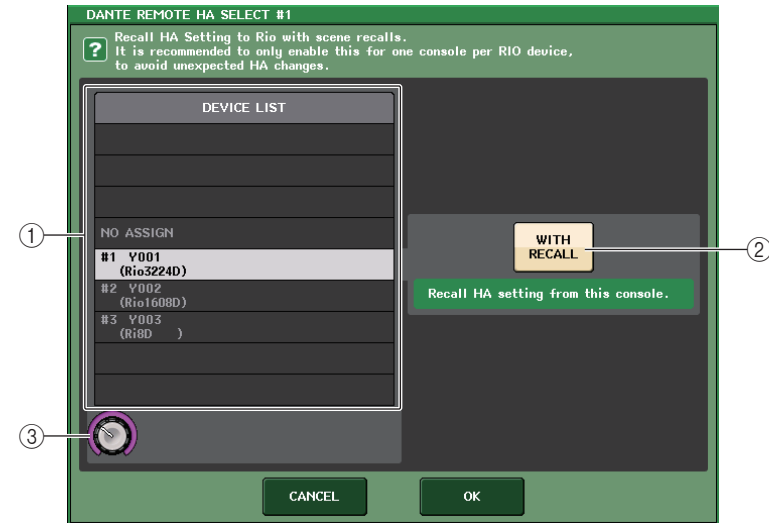 DANTE REMOTE HA SELECT #1
? Recall HA Setting to Rio with scene recalls.
It is recommended to only enable this for one console per RIO device,
to avoid unexpected HA changes.
DEVICE LIST
NO ASSIGN
#1 Y001
(Rio3224D)
#2 Y002
(Rio1608D)
#3 Y003
(Ri8D )
WITH
RECALL
Recall HA setting from this console.
CANCEL
OK
1
2
3